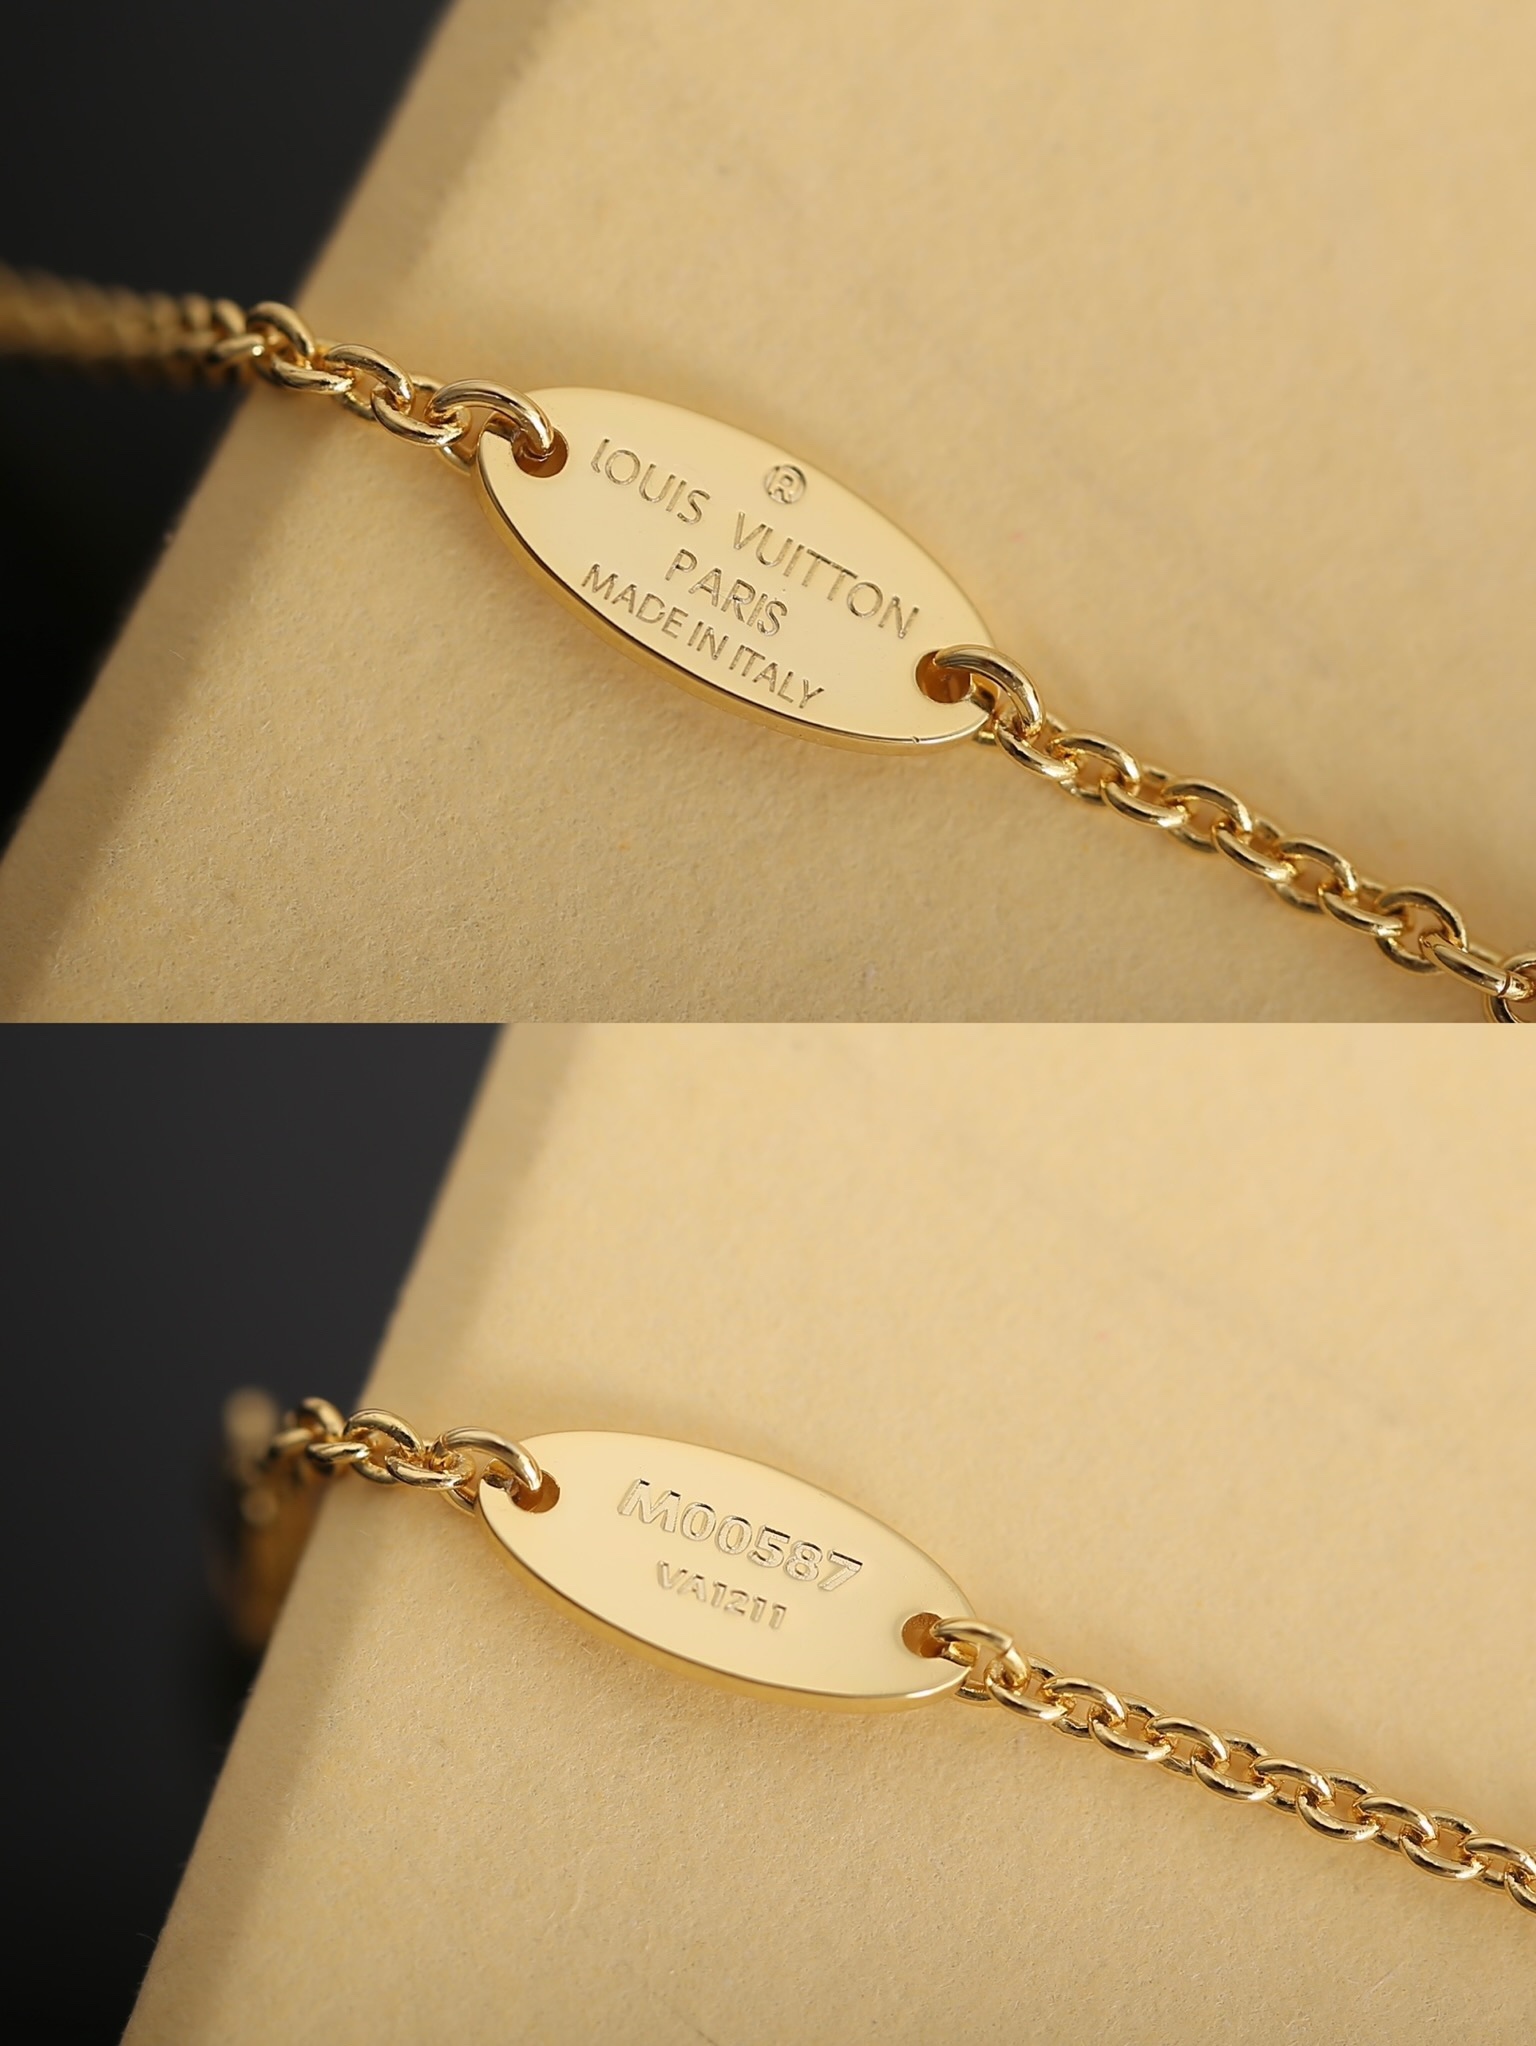 ®
LOUIS VUITTON
PARIS
MADE IN ITALY
M00587
VA1211